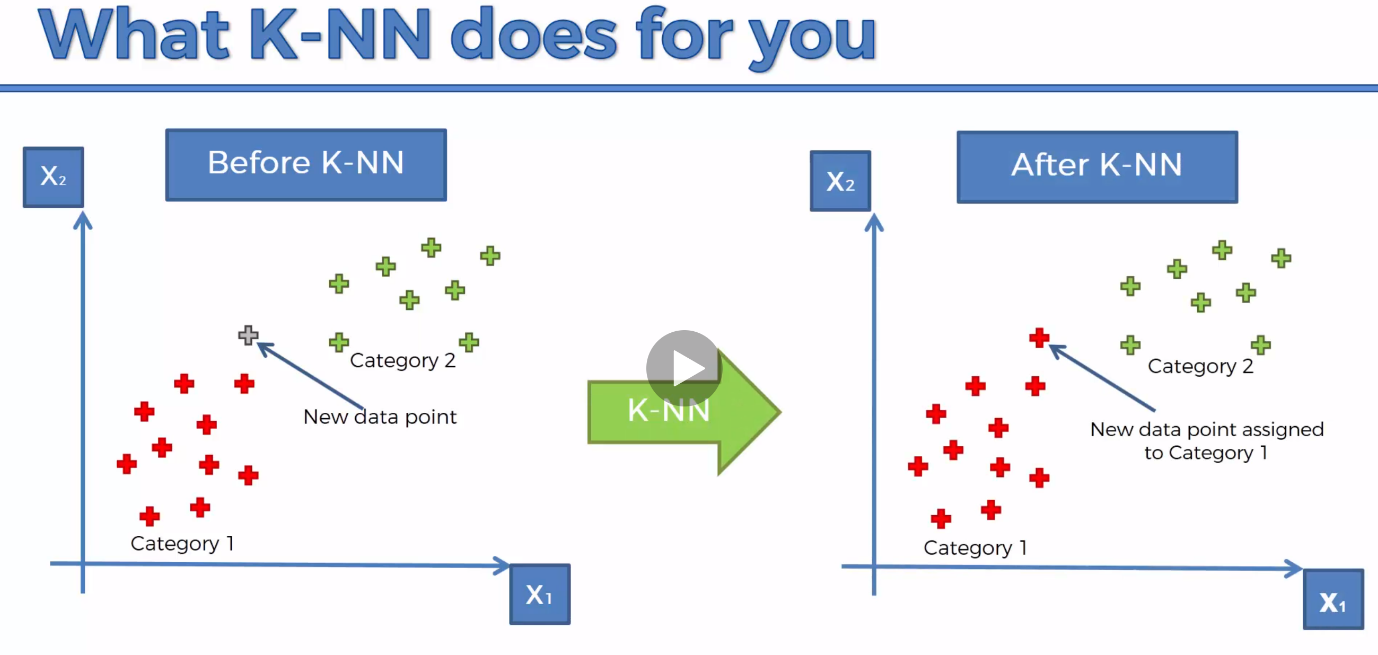 What K-NN does for you
Before K-NN
X₂
Category 2
New data point
Category 1
X₁
K-NN
After K-NN
X₂
Category 2
New data point assigned
to Category 1
Category 1
X₁